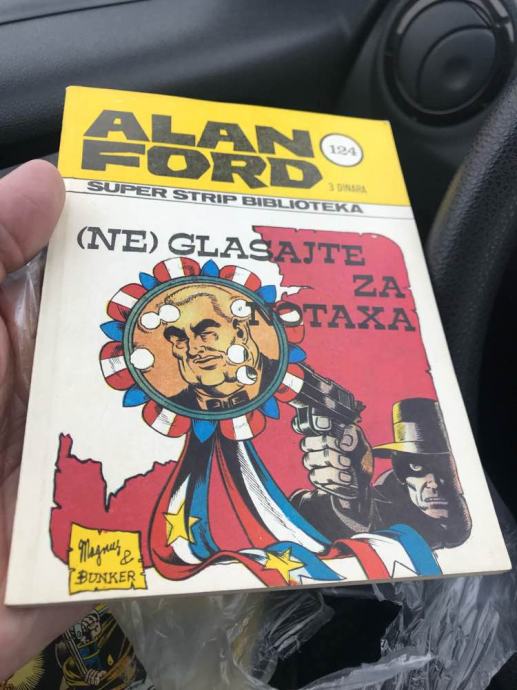 ALAN
FORD
124
3 DINARA
SUPER STRIP BIBLIOTEKA
(NE) GLASAJTE
ZA
NOTAXA
Magnus
&
BUNKER